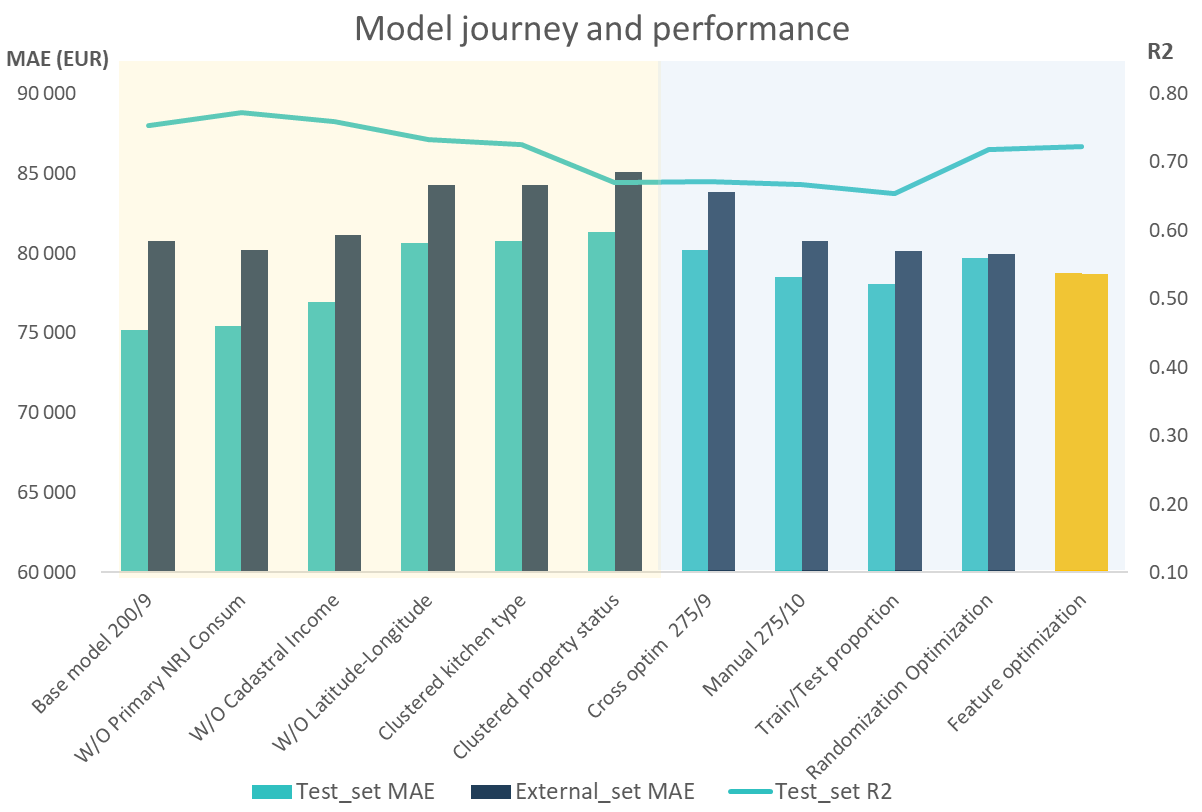 Model journey and performance
MAE (EUR)
R2
90 000
85 000
80 000
75 000
70 000
65 000
60 000
0.80
0.70
0.60
0.50
0.40
0.30
0.20
0.10
Base model 200/9
W/O Primary NRJ Consum
W/O Cadastral Income
W/O Latitude-Longitude
Clustered kitchen type
Clustered property status
Cross optim  275/9
Manual 275/10
Train/Test proportion
Randomization Optimization
Feature optimization
Test_set MAE
External_set MAE
Test_set R2